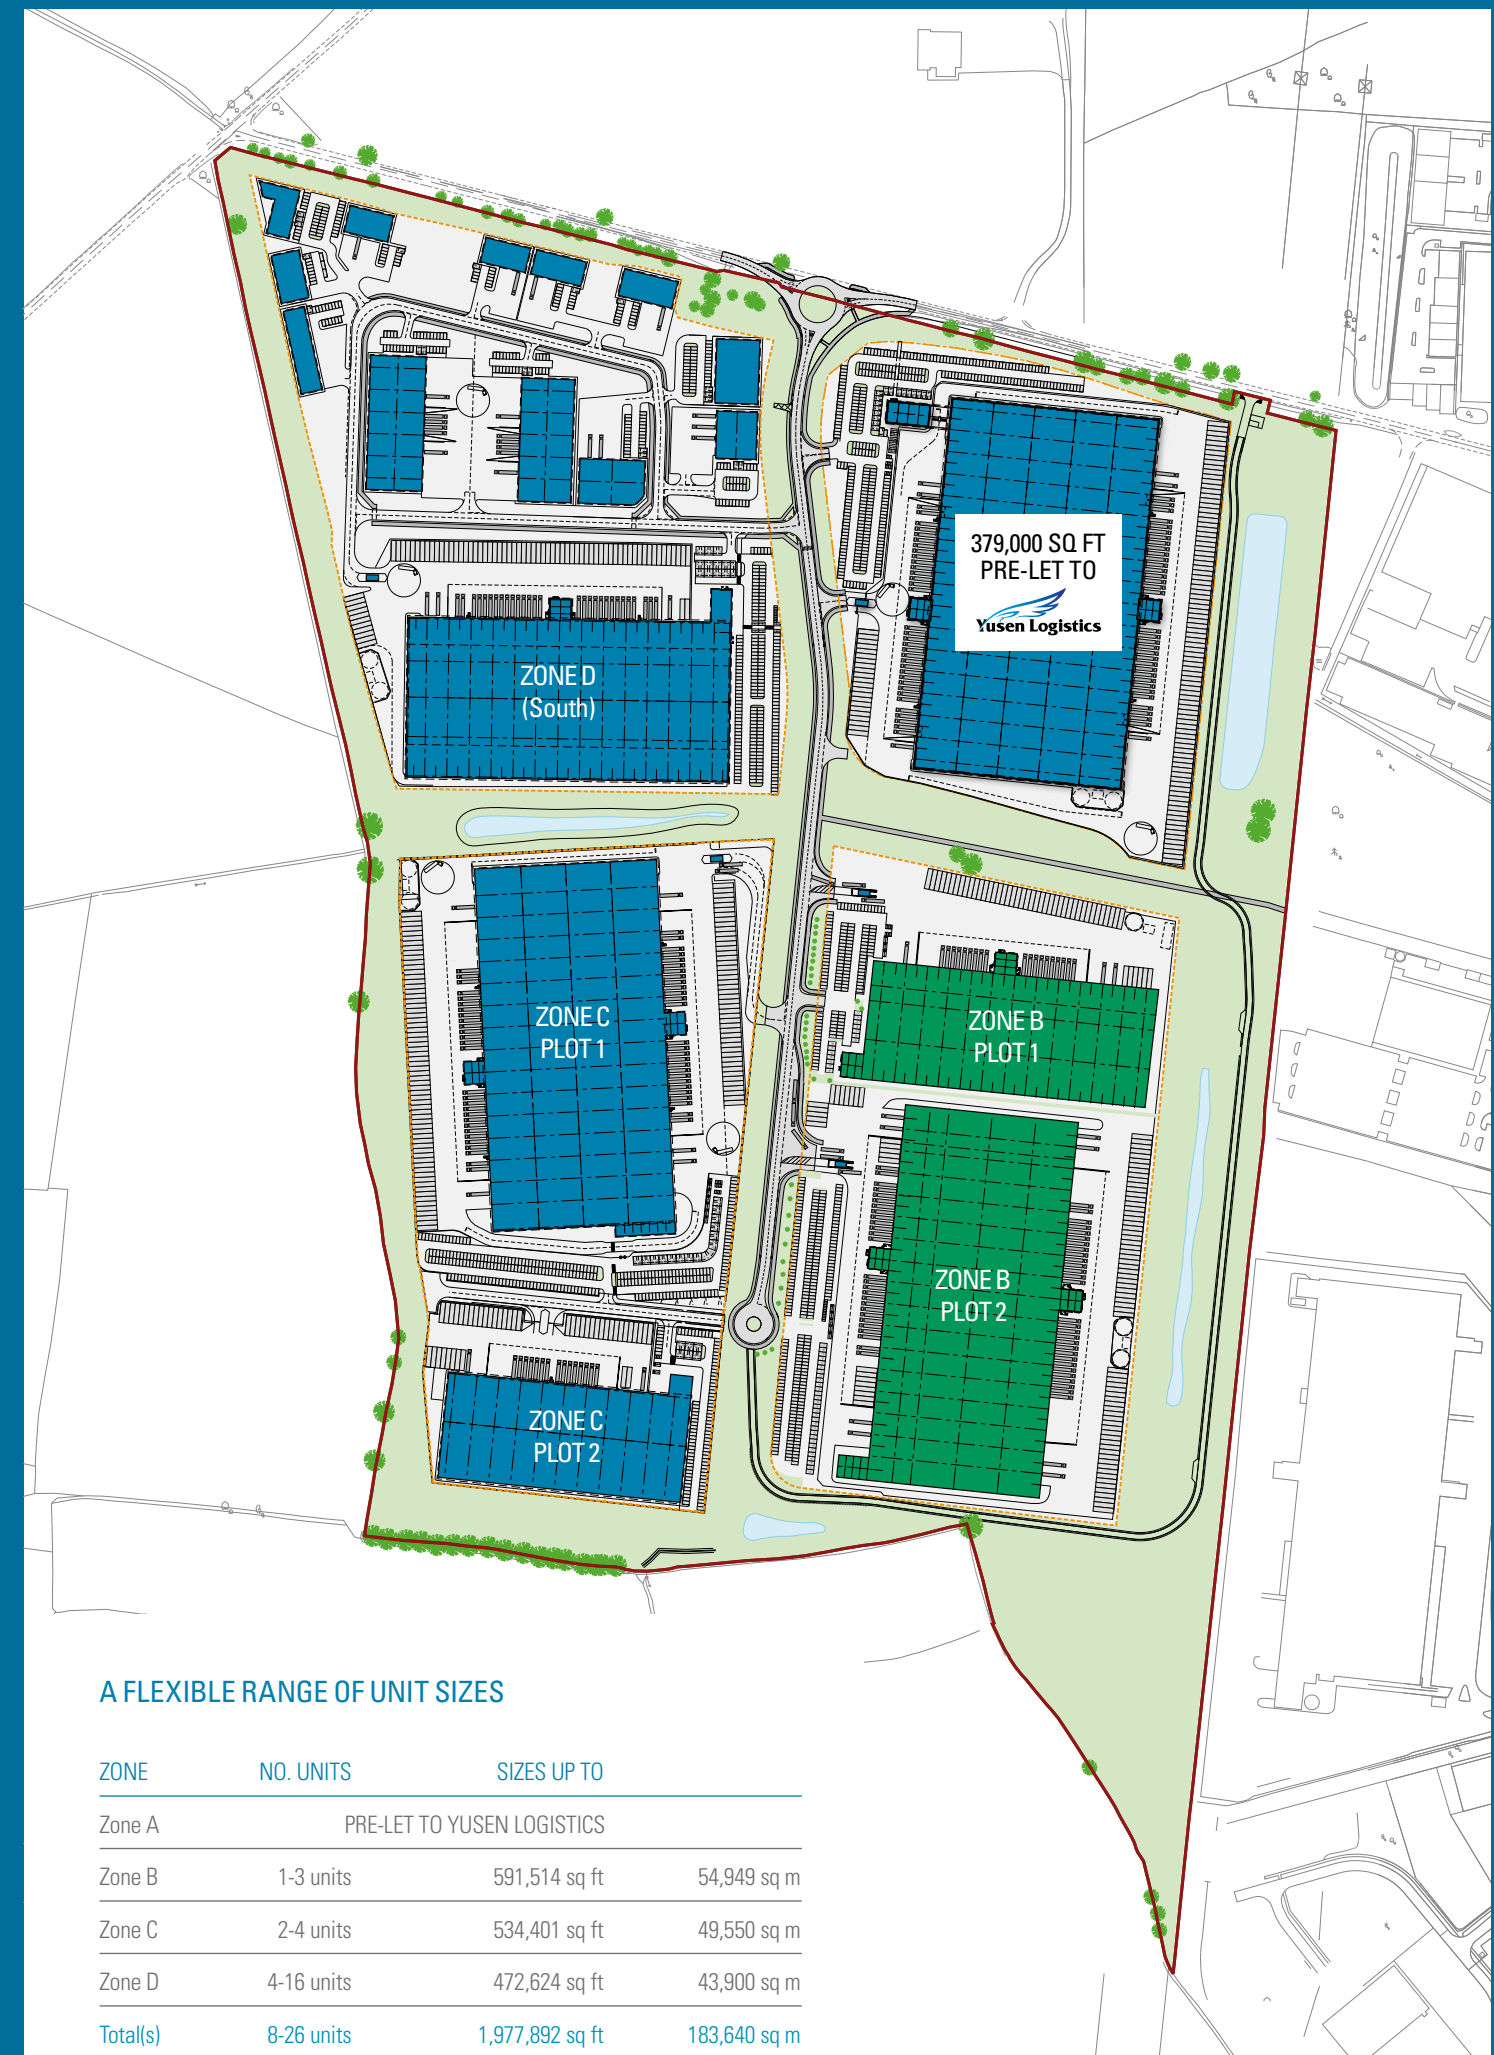 379,000 SQ FT
PRE-LET TO
Yusen Logistics
ZONE D
(South)
ZONE C
PLOT 1
ZONE B
PLOT 1
ZONE B
PLOT 2
ZONE C
PLOT 2
A FLEXIBLE RANGE OF UNIT SIZES
ZONE NO. UNITS SIZES UP TO
Zone A PRE-LET TO YUSEN LOGISTICS
Zone B 1-3 units 591,514 sq ft 54,949 sq m
Zone C 2-4 units 534,401 sq ft 49,550 sq m
Zone D 4-16 units 472,624 sq ft 43,900 sq m
Total(s) 8-26 units 1,977,892 sq ft 183,640 sq m